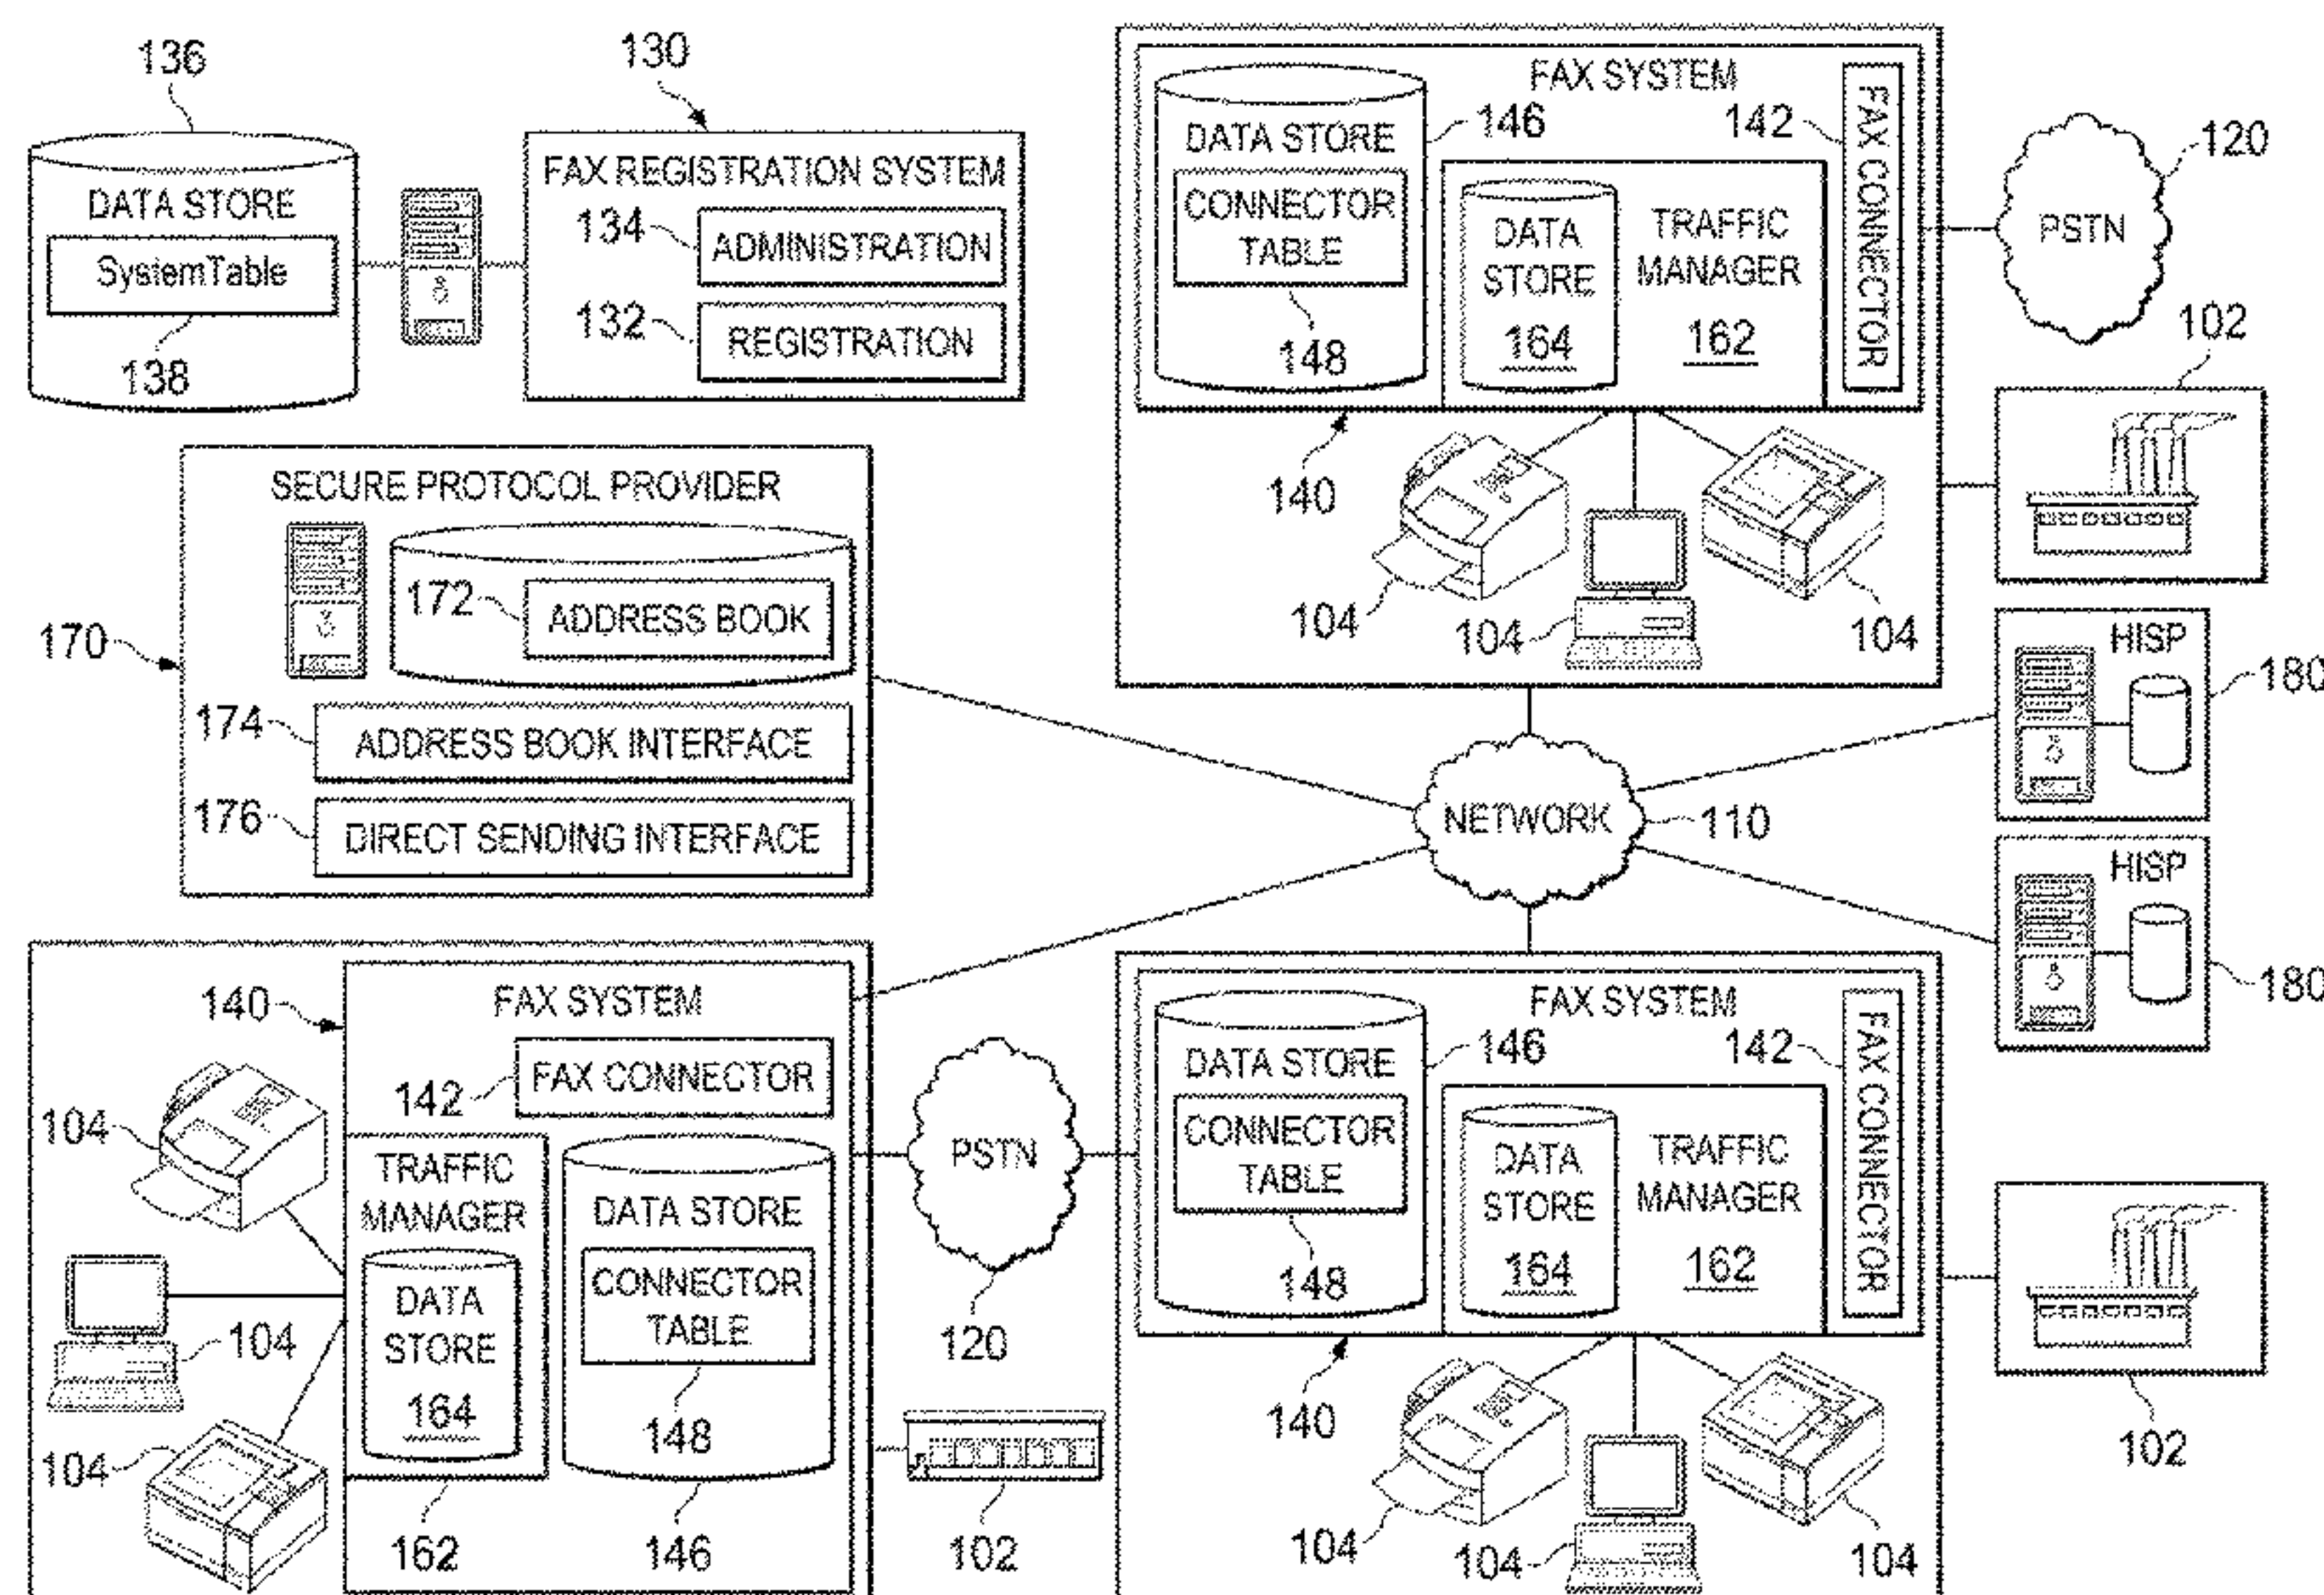 136
DATA STORE
SystemTable
138
130
FAX REGISTRATION SYSTEM
134
ADMINISTRATION
132
REGISTRATION
FAX SYSTEM
DATA STORE
146
142
FAX CONNECTOR
CONNECTOR
TABLE
148
DATA
STORE
164
TRAFFIC
MANAGER
162
140
104
104
104
PSTN
120
102
SECURE PROTOCOL PROVIDER
170
172
ADDRESS BOOK
174
ADDRESS BOOK INTERFACE
176
DIRECT SENDING INTERFACE
NETWORK
110
HISP
180
HISP
180
140
FAX SYSTEM
142
FAX CONNECTOR
104
104
104
TRAFFIC
MANAGER
DATA
STORE
164
162
DATA STORE
CONNECTOR
TABLE
148
146
PSTN
120
102
FAX SYSTEM
DATA STORE
146
142
FAX CONNECTOR
CONNECTOR
TABLE
148
DATA
STORE
164
TRAFFIC
MANAGER
162
140
104
104
104
102